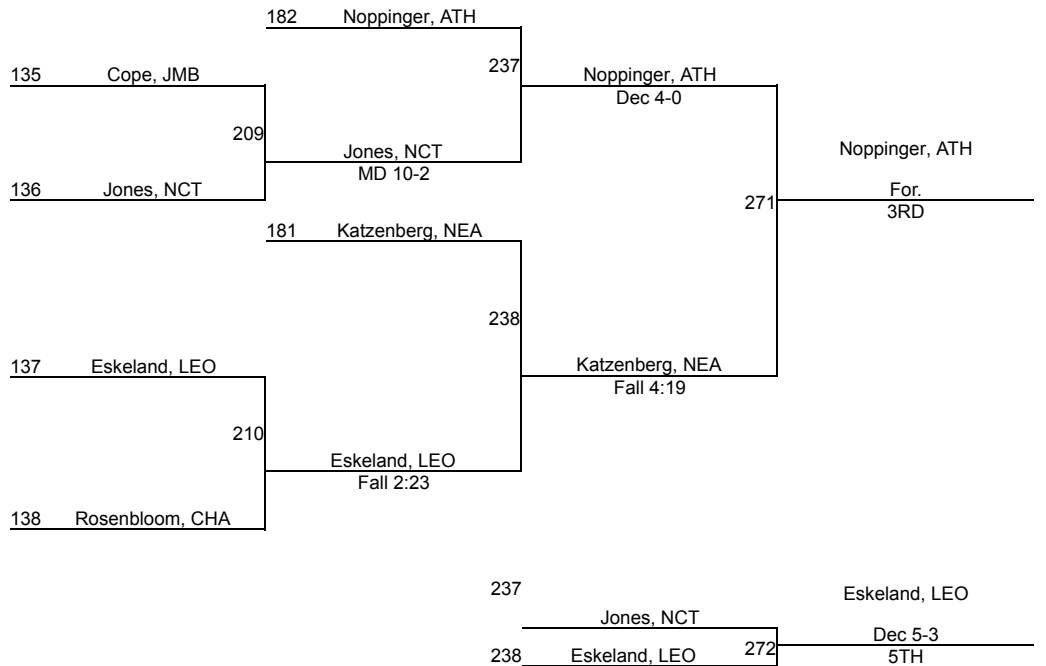 182 Noppinger, ATH
135 Cope, JMB
237
Noppinger, ATH
Dec 4-0
209
Jones, NCT
MD 10-2
Noppinger, ATH
136 Jones, NCT
271
For.
3RD
181 Katzenberg, NEA
238
137 Eskeland, LEO
Katzenberg, NEA
Fall 4:19
210
Eskeland, LEO
Fall 2:23
138 Rosenbloom, CHA
237
Eskeland, LEO
Jones, NCT
Dec 5-3
238 Eskeland, LEO 272
5TH